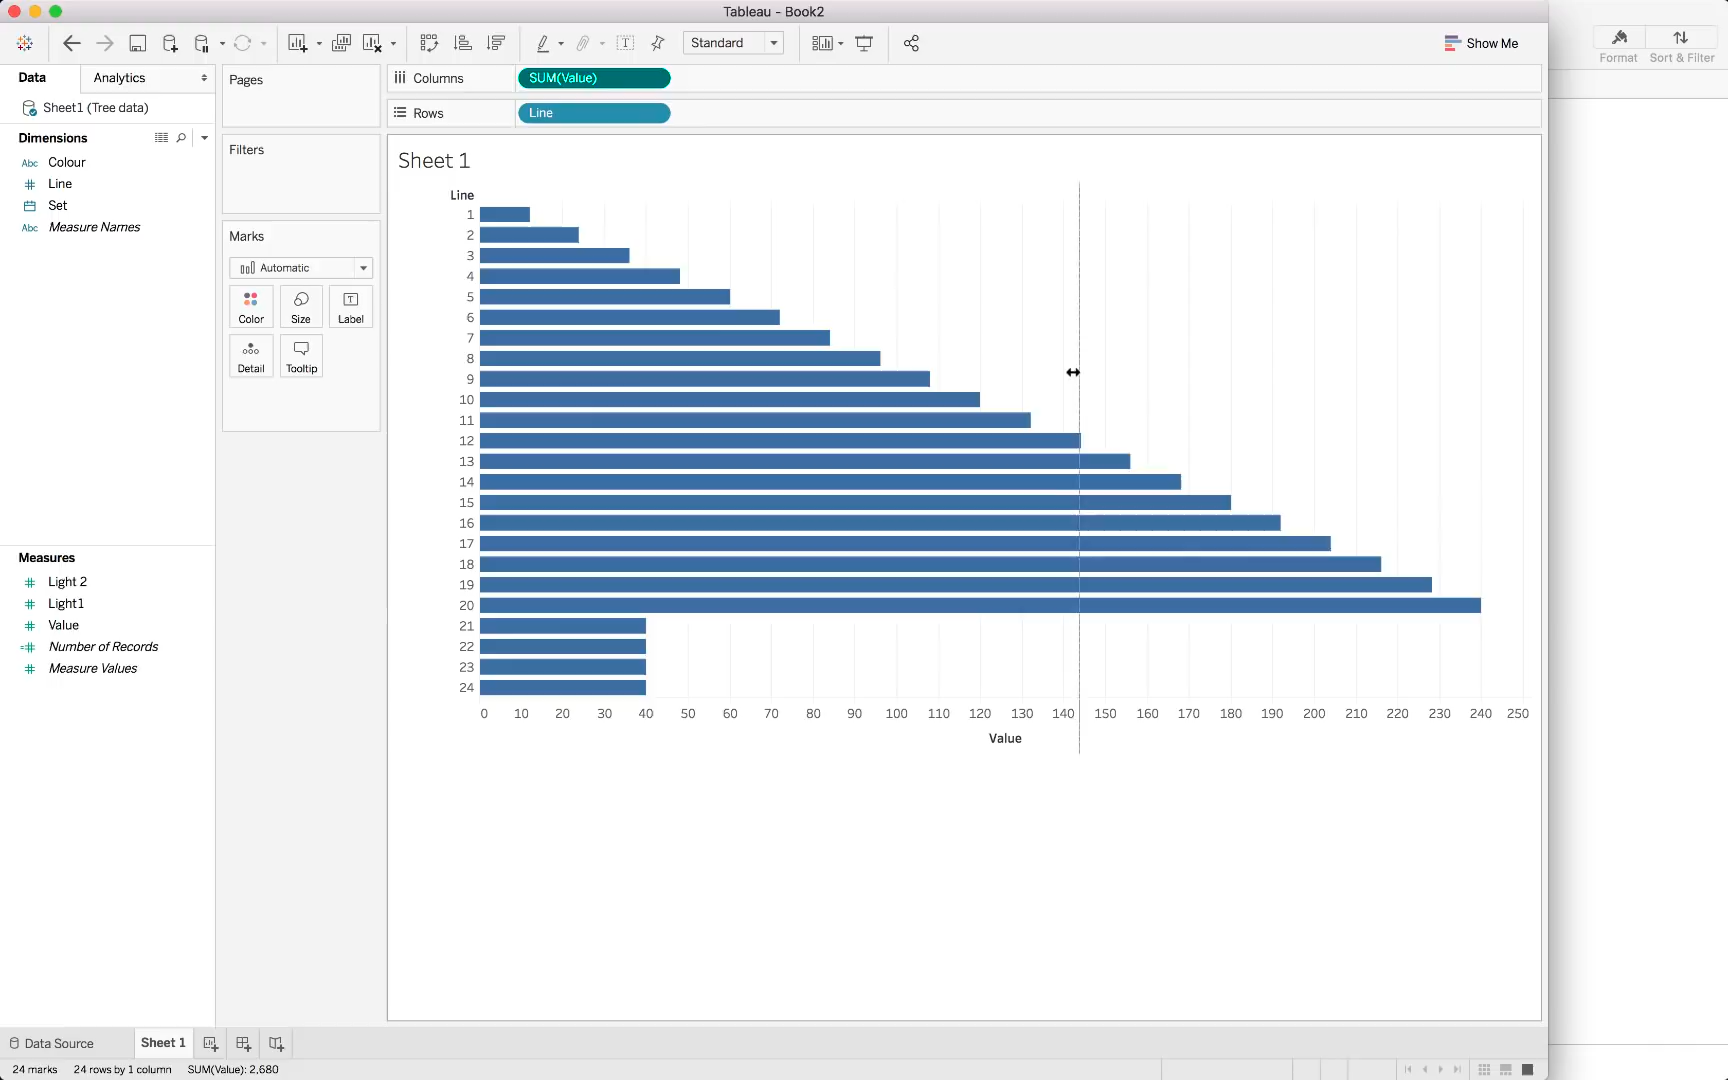 Tableau - Book2
Standard
Show Me
Format
Sort & Filter
Data
Analytics
Sheet1 (Tree data)
Dimensions
Abc Colour
Line
Set
Abc Measure Names
Measures
Light 2
Light1
Value
Number of Records
Measure Values
Pages
Filters
Marks
Automatic
Color
Size
Label
Detail
Tooltip
Columns
SUM(Value)
Rows
Line
Sheet 1
Line
1
2
3
4
5
6
7
8
9
10
11
12
13
14
15
16
17
18
19
20
21
22
23
24
0 10 20 30 40 50 60 70 80 90 100 110 120 130 140 150 160 170 180 190 200 210 220 230 240 250
Value
Data Source
Sheet 1
24 marks 24 rows by 1 column SUM(Value): 2,680